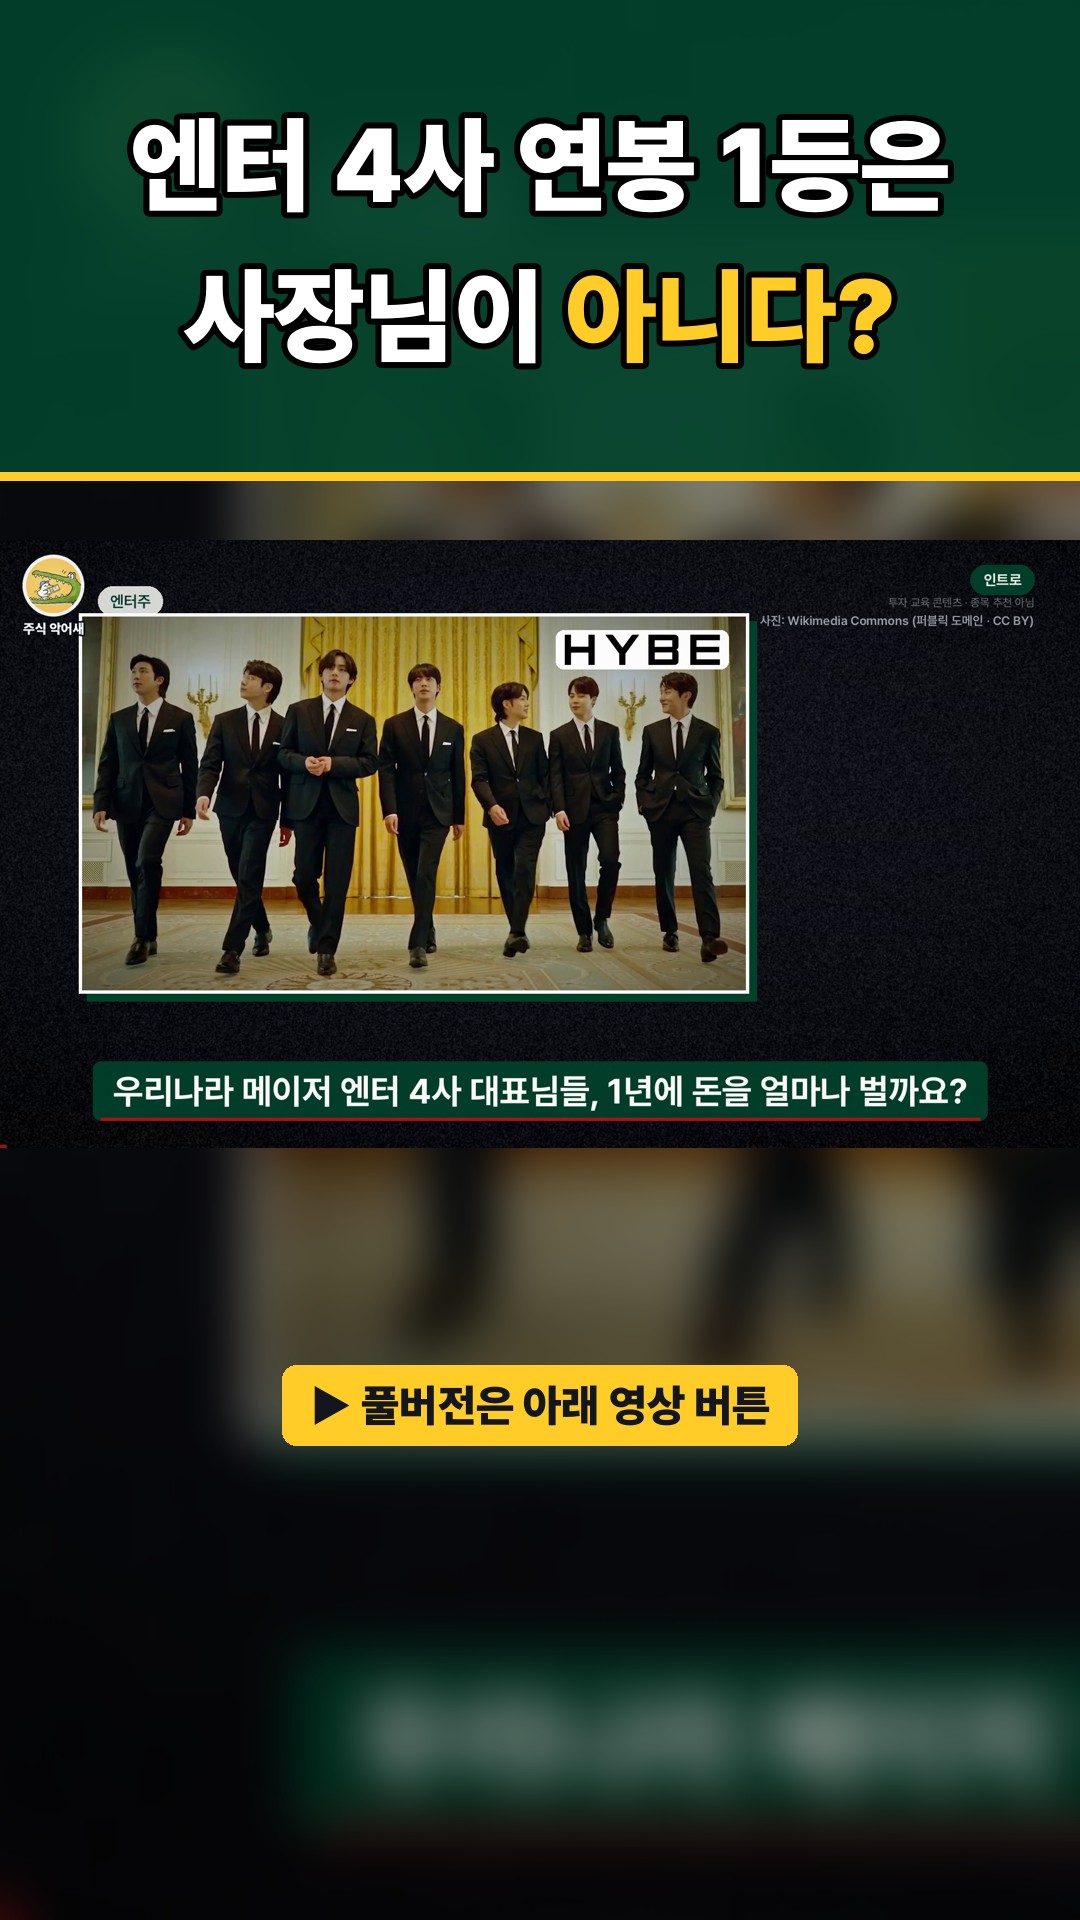 엔터 4사 연봉 1등은
사장님이 아니다?
주식 악어새
엔터주
인트로
투자 교육 콘텐츠 · 종목 추천 아님
사진: Wikimedia Commons (퍼블릭 도메인 · CC BY)
HYBE
우리나라 메이저 엔터 4사 대표님들, 1년에 돈을 얼마나 벌까요?
▶ 풀버전은 아래 영상 버튼